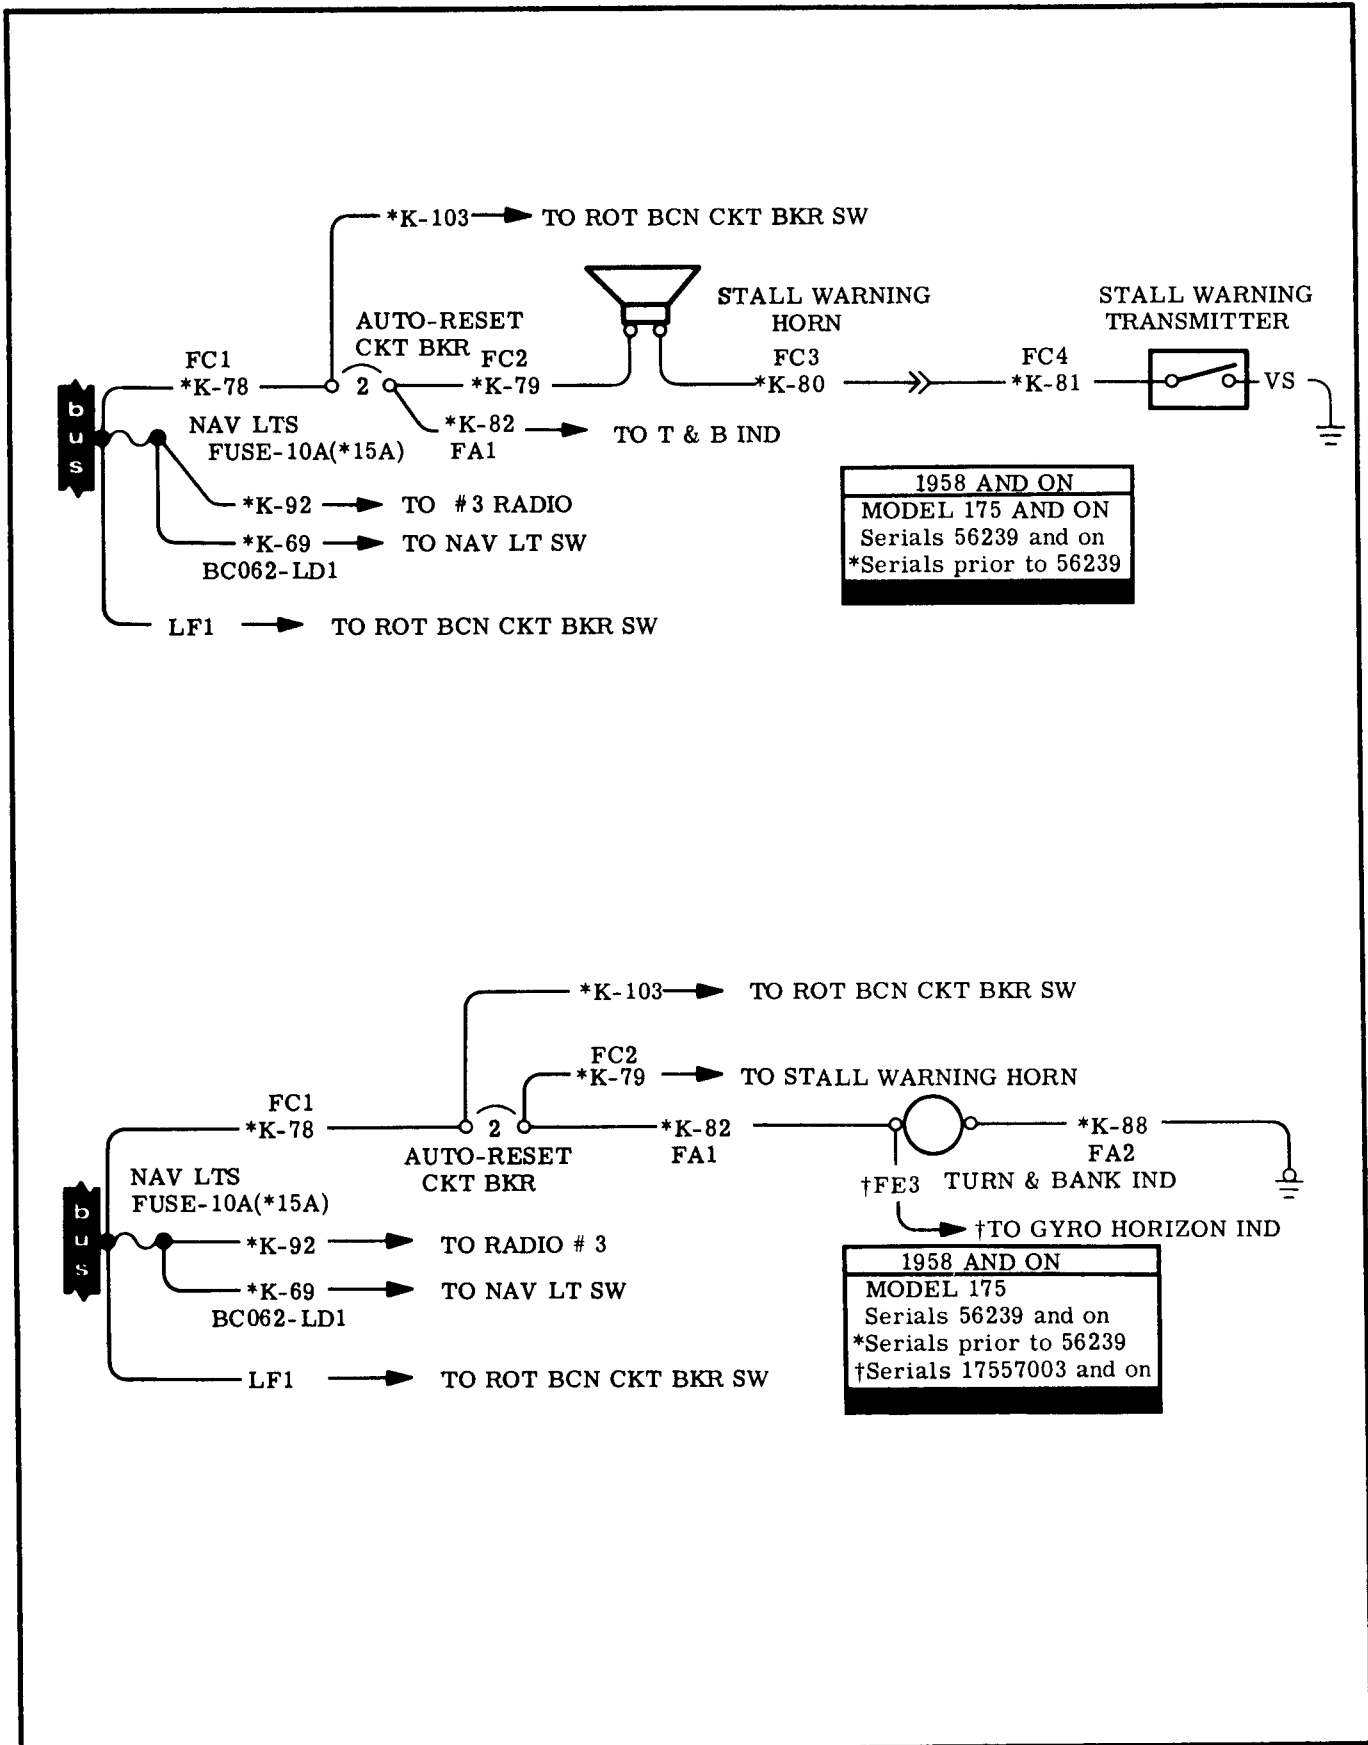 *K-103 TO ROT BCN CKT BKR SW
STALL WARNING
HORN
STALL WARNING
TRANSMITTER
AUTO-RESET
CKT BKR
FC1
*K-78
2
FC2
*K-79
FC3
*K-80
FC4
*K-81
VS
bus
NAV LTS
FUSE-10A(*15A)
*K-82
FA1
TO T & B IND
*K-92 TO #3 RADIO
*K-69 TO NAV LT SW
BC062-LD1
LF1 TO ROT BCN CKT BKR SW
1958 AND ON
MODEL 175 AND ON
Serials 56239 and on
*Serials prior to 56239
*K-103 TO ROT BCN CKT BKR SW
FC2
*K-79 TO STALL WARNING HORN
FC1
*K-78
2
AUTO-RESET
CKT BKR
*K-82
FA1
*K-88
FA2
†FE3
TURN & BANK IND
†TO GYRO HORIZON IND
bus
NAV LTS
FUSE-10A(*15A)
*K-92 TO RADIO # 3
*K-69 TO NAV LT SW
BC062-LD1
LF1 TO ROT BCN CKT BKR SW
1958 AND ON
MODEL 175
Serials 56239 and on
*Serials prior to 56239
†Serials 17557003 and on